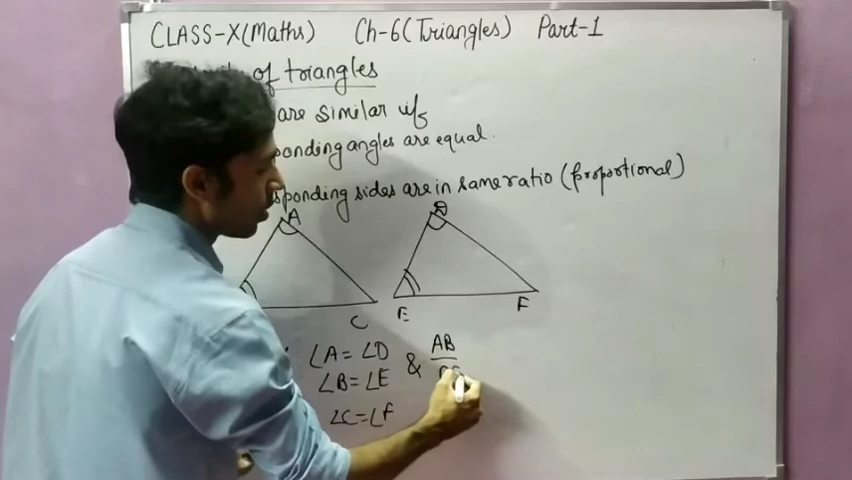 CLASS-X(Maths) Ch-6(Triangles) Part-1
of triangles
are similar if
ponding angles are equal.
sponding sides are in same ratio (proportional)
A D
C E F
∠A = ∠D & AB
∠B = ∠E
∠C = ∠F